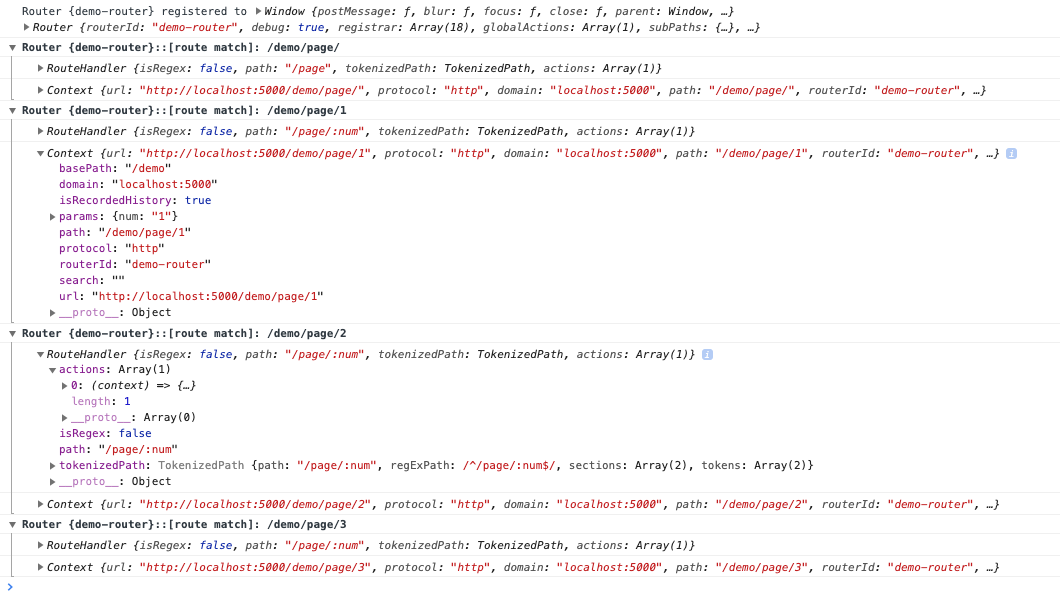 Router {demo-router} registered to ▶Window {postMessage: ƒ, blur: ƒ, focus: ƒ, close: ƒ, parent: Window, …}
▶Router {routerId: "demo-router", debug: true, registrar: Array(18), globalActions: Array(1), subPaths: {…}, …}
▼ Router {demo-router}::[route match]: /demo/page/
▶RouteHandler {isRegex: false, path: "/page", tokenizedPath: TokenizedPath, actions: Array(1)}
▶Context {url: "http://localhost:5000/demo/page/", protocol: "http", domain: "localhost:5000", path: "/demo/page/", routerId: "demo-router", …}
▼ Router {demo-router}::[route match]: /demo/page/1
▶RouteHandler {isRegex: false, path: "/page/:num", tokenizedPath: TokenizedPath, actions: Array(1)}
▼Context {url: "http://localhost:5000/demo/page/1", protocol: "http", domain: "localhost:5000", path: "/demo/page/1", routerId: "demo-router", …} i
basePath: "/demo"
domain: "localhost:5000"
isRecordedHistory: true
▶params: {num: "1"}
path: "/demo/page/1"
protocol: "http"
routerId: "demo-router"
search: ""
url: "http://localhost:5000/demo/page/1"
▶__proto__: Object
▼ Router {demo-router}::[route match]: /demo/page/2
▼RouteHandler {isRegex: false, path: "/page/:num", tokenizedPath: TokenizedPath, actions: Array(1)} i
▼actions: Array(1)
▶0: (context) => {…}
length: 1
▶__proto__: Array(0)
isRegex: false
path: "/page/:num"
▶tokenizedPath: TokenizedPath {path: "/page/:num", regExPath: /^/page/:num$/, sections: Array(2), tokens: Array(2)}
▶__proto__: Object
▶Context {url: "http://localhost:5000/demo/page/2", protocol: "http", domain: "localhost:5000", path: "/demo/page/2", routerId: "demo-router", …}
▼ Router {demo-router}::[route match]: /demo/page/3
▶RouteHandler {isRegex: false, path: "/page/:num", tokenizedPath: TokenizedPath, actions: Array(1)}
▶Context {url: "http://localhost:5000/demo/page/3", protocol: "http", domain: "localhost:5000", path: "/demo/page/3", routerId: "demo-router", …}
>